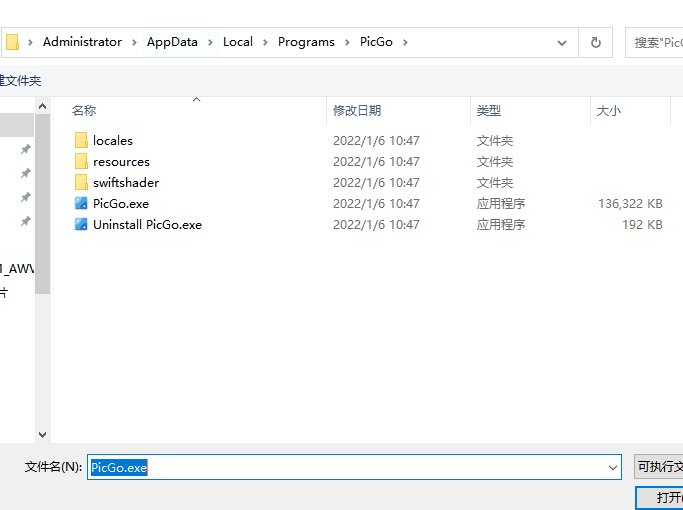 Administrator > AppData > Local > Programs > PicGo >
搜索"Pic
建文件夹
名称 修改日期 类型 大小
locales 2022/1/6 10:47 文件夹
resources 2022/1/6 10:47 文件夹
swiftshader 2022/1/6 10:47 文件夹
PicGo.exe 2022/1/6 10:47 应用程序 136,322 KB
Uninstall PicGo.exe 2022/1/6 10:47 应用程序 192 KB
1_AWV
片
文件名(N): PicGo.exe
可执行文
打开(